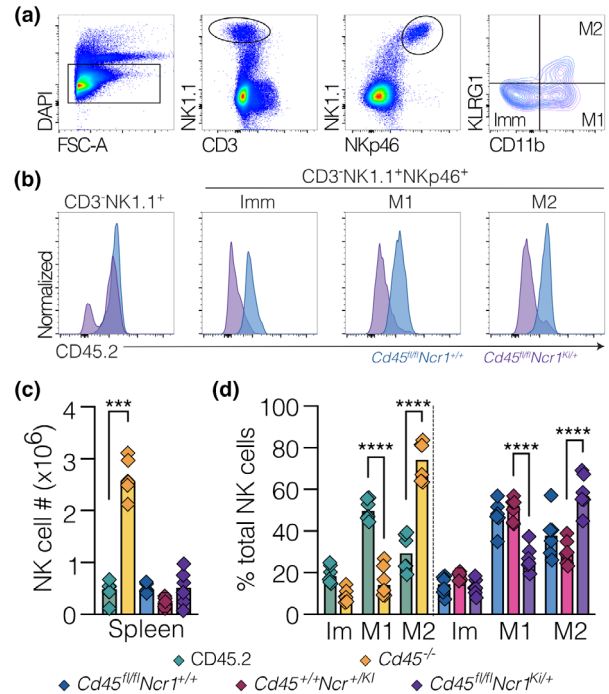 (a)
DAPI
FSC-A
NK1.1
CD3
NK1.1
NKp46
KLRG1
M2
Imm
M1
CD11b
(b)
CD3-NK1.1+
CD3-NK1.1+NKp46+
Imm
M1
M2
Normalized
CD45.2
Cd45fl/flNcr1+/+
Cd45fl/flNcr1Ki/+
(c)
NK cell # (x10^6)
4
3
2
1
0
***
Spleen
(d)
% total NK cells
100
80
60
40
20
0
****
****
****
****
Im M1 M2 Im M1 M2
CD45.2
Cd45-/-
Cd45fl/flNcr1+/+
Cd45+/+Ncr+/KI
Cd45fl/flNcr1Ki/+